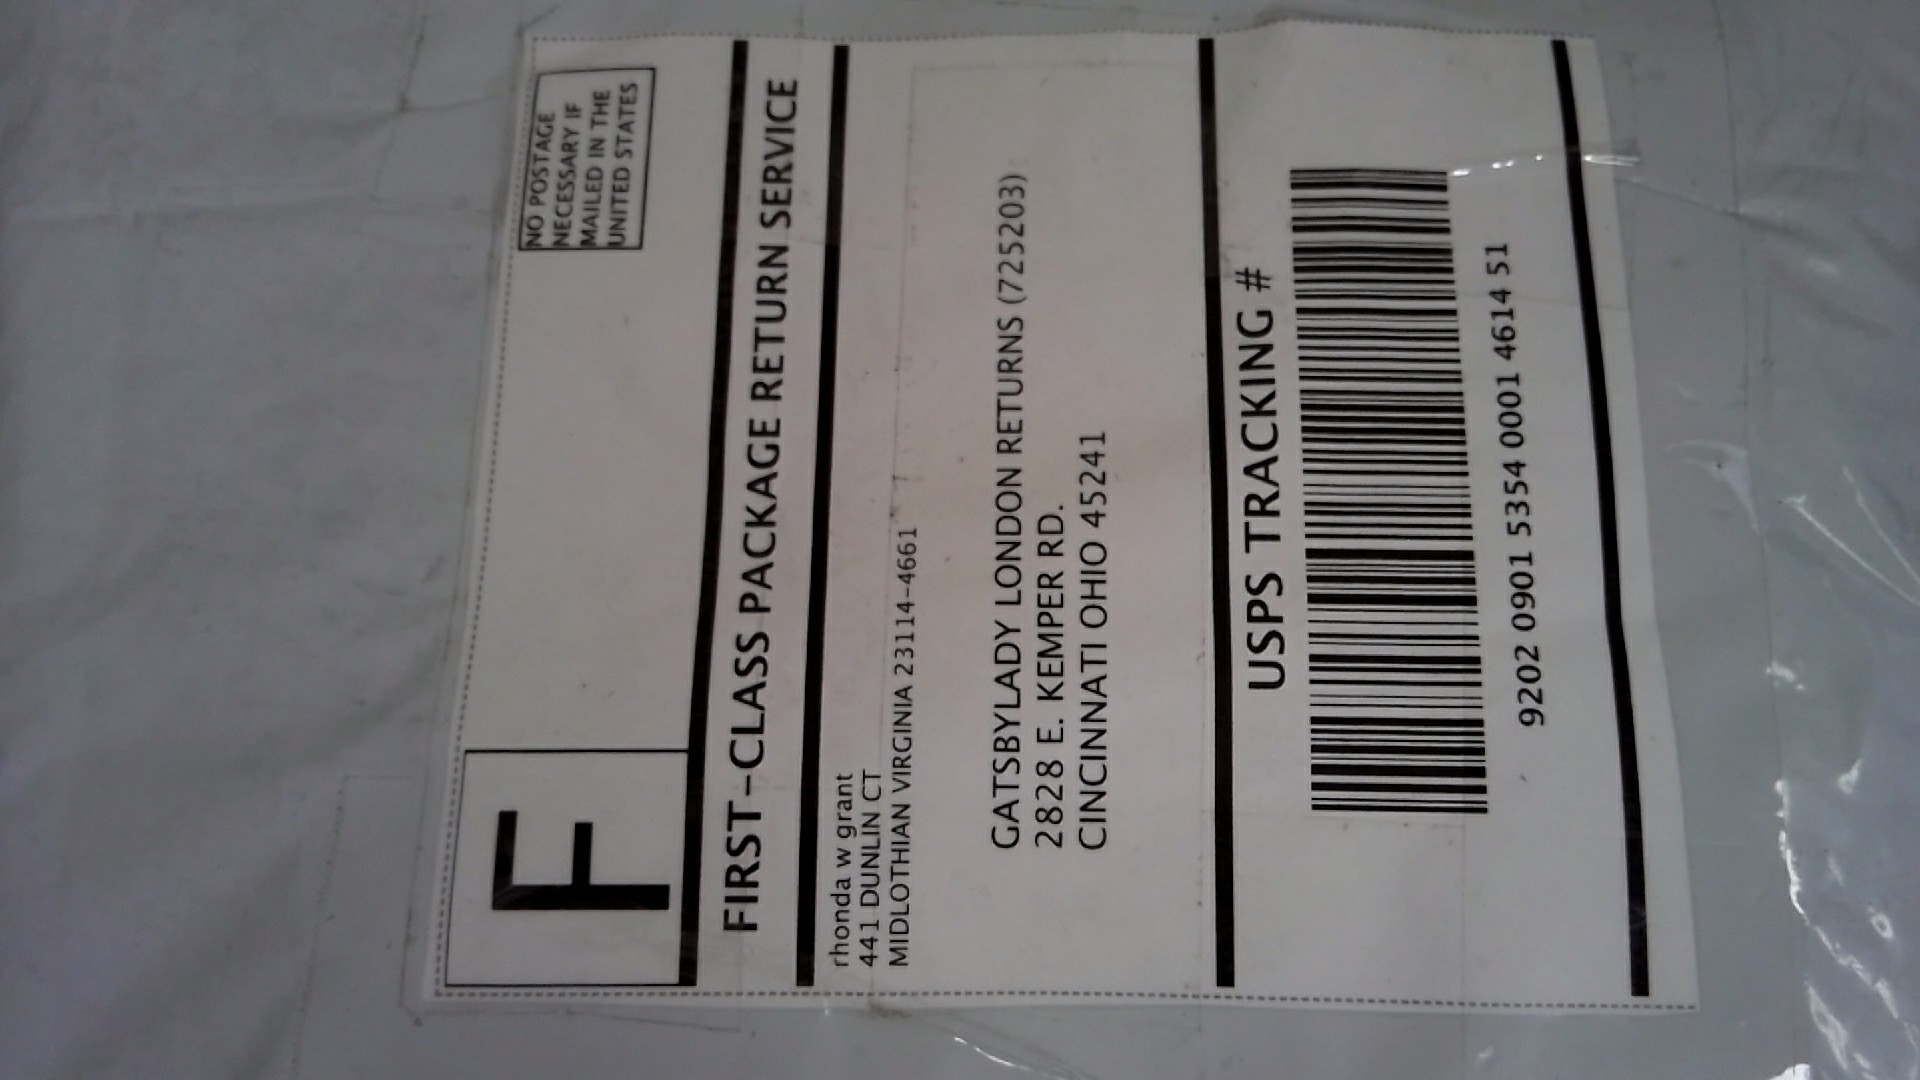 F
NO POSTAGE
NECESSARY IF
MAILED IN THE
UNITED STATES
FIRST-CLASS PACKAGE RETURN SERVICE
rhonda w grant
441 DUNLIN CT
MIDLOTHIAN VIRGINIA 23114-4661
GATSBYLADY LONDON RETURNS (725203)
2828 E. KEMPER RD.
CINCINNATI OHIO 45241
USPS TRACKING #
9202 0901 5354 0001 4614 51